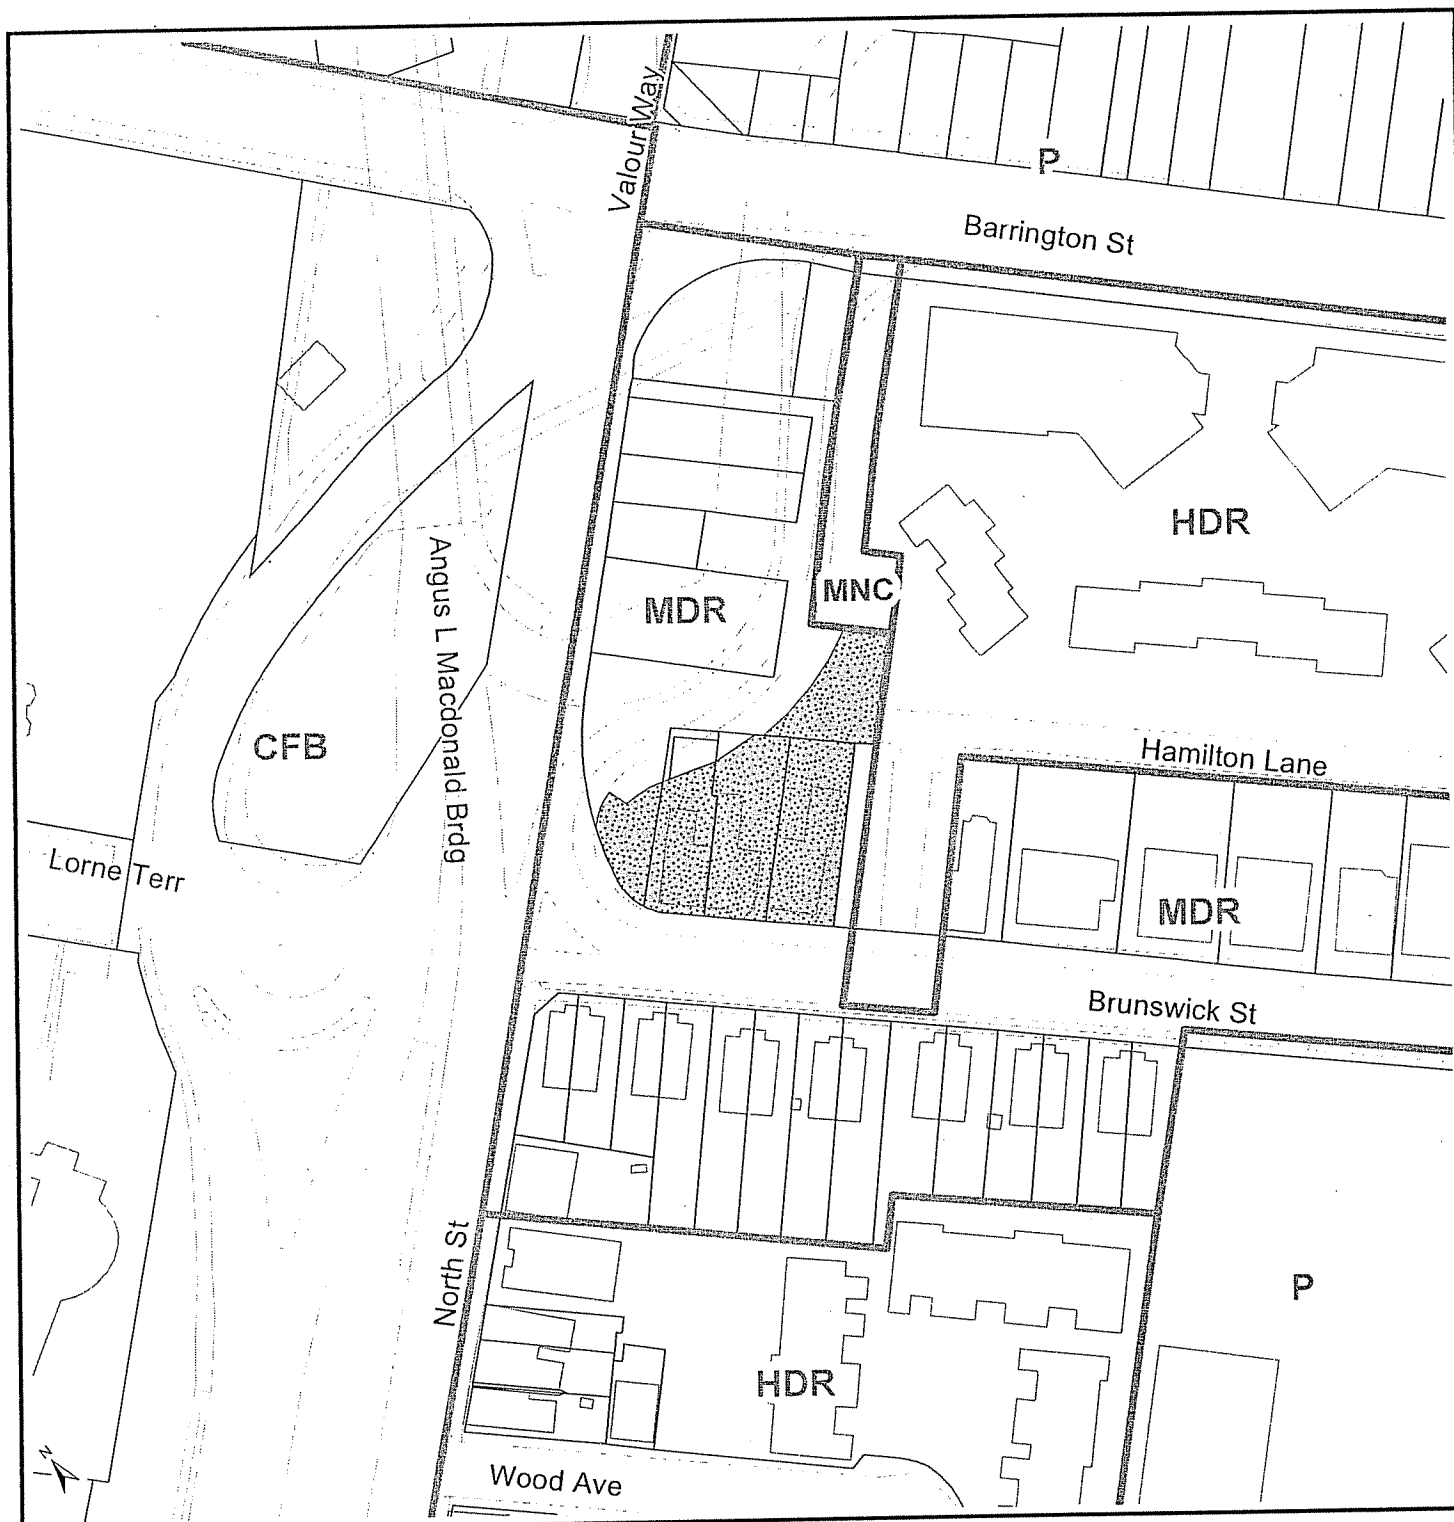 Valour Way
P
Barrington St
HDR
MNC
MDR
Angus L Macdonald Brdg
CFB
Hamilton Lane
Lorne Terr
MDR
Brunswick St
North St
P
HDR
Wood Ave
N